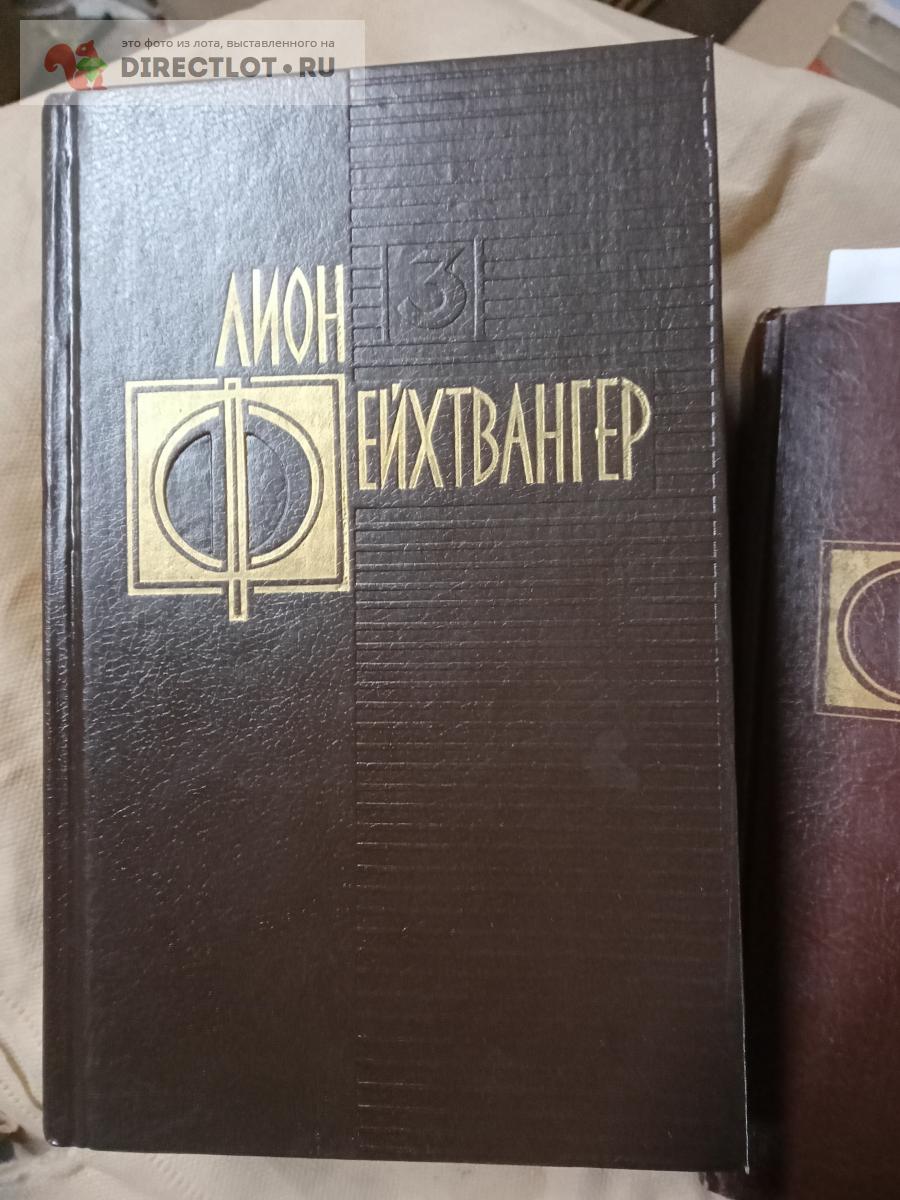 это фото из лота, выставленного на
DIRECTLOT.RU
3
ЛИОН
ФЕЙХТВАНГЕР